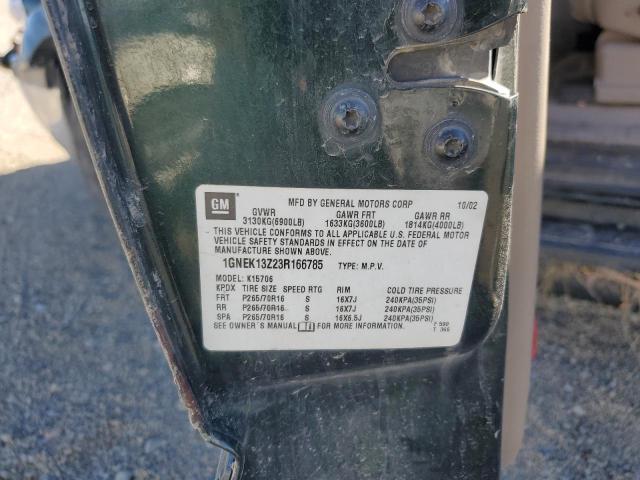 GM
MFD BY GENERAL MOTORS CORP 10/02
GVWR GAWR FRT GAWR RR
3130KG(6900LB) 1633KG(3600LB) 1814KG(4000LB)
THIS VEHICLE CONFORMS TO ALL APPLICABLE U.S. FEDERAL MOTOR
VEHICLE SAFETY STANDARDS IN EFFECT ON THE DATE OF
MANUFACTURE SHOWN ABOVE.
1GNEK13Z23R166785 TYPE: M.P.V.
MODEL: K15706
KPDX TIRE SIZE SPEED RTG RIM COLD TIRE PRESSURE
FRT P265/70R16 S 16X7J 240KPA(35PSI)
RR P265/70R16 S 16X7J 240KPA(35PSI)
SPA P265/70R16 S 16X6.5J 240KPA(35PSI)
SEE OWNER'S MANUAL FOR MORE INFORMATION.
F 590
T 365